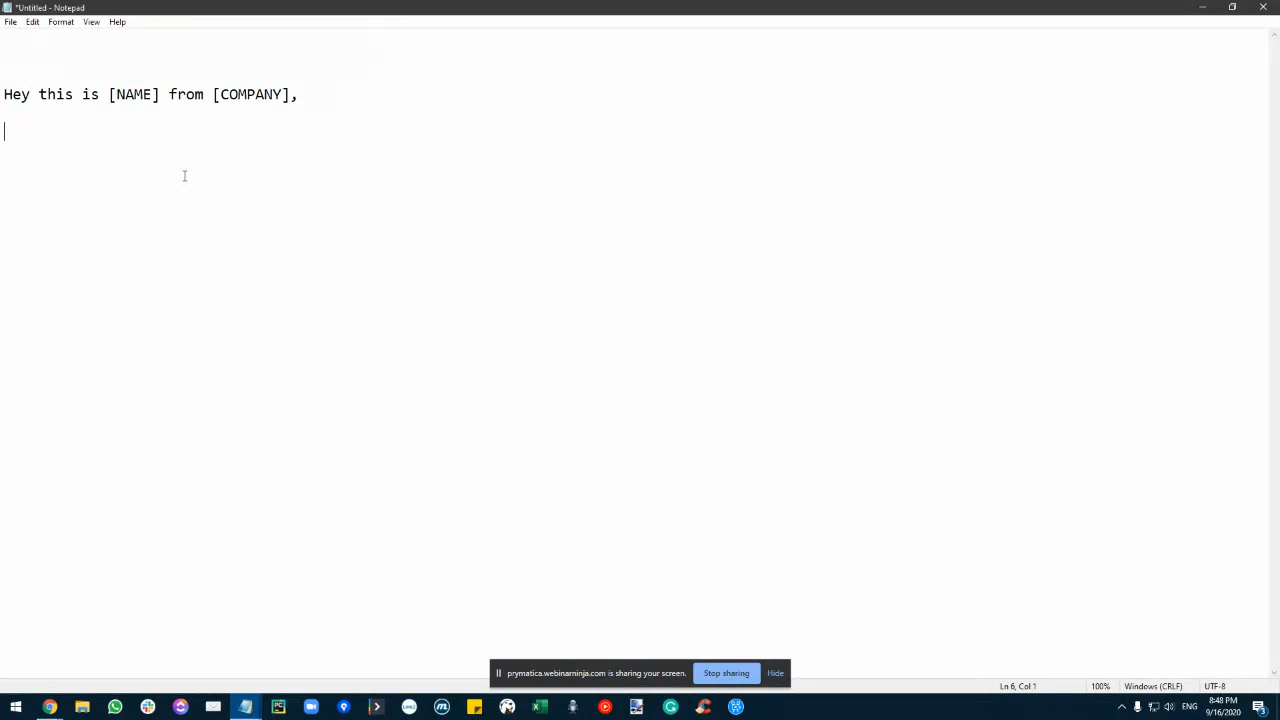 *Untitled - Notepad
File Edit Format View Help
Hey this is [NAME] from [COMPANY],
prymatica.webinarninja.com is sharing your screen. Stop sharing Hide
Ln 6, Col 1 100% Windows (CRLF) UTF-8
PC ENG 8:48 PM
9/16/2020